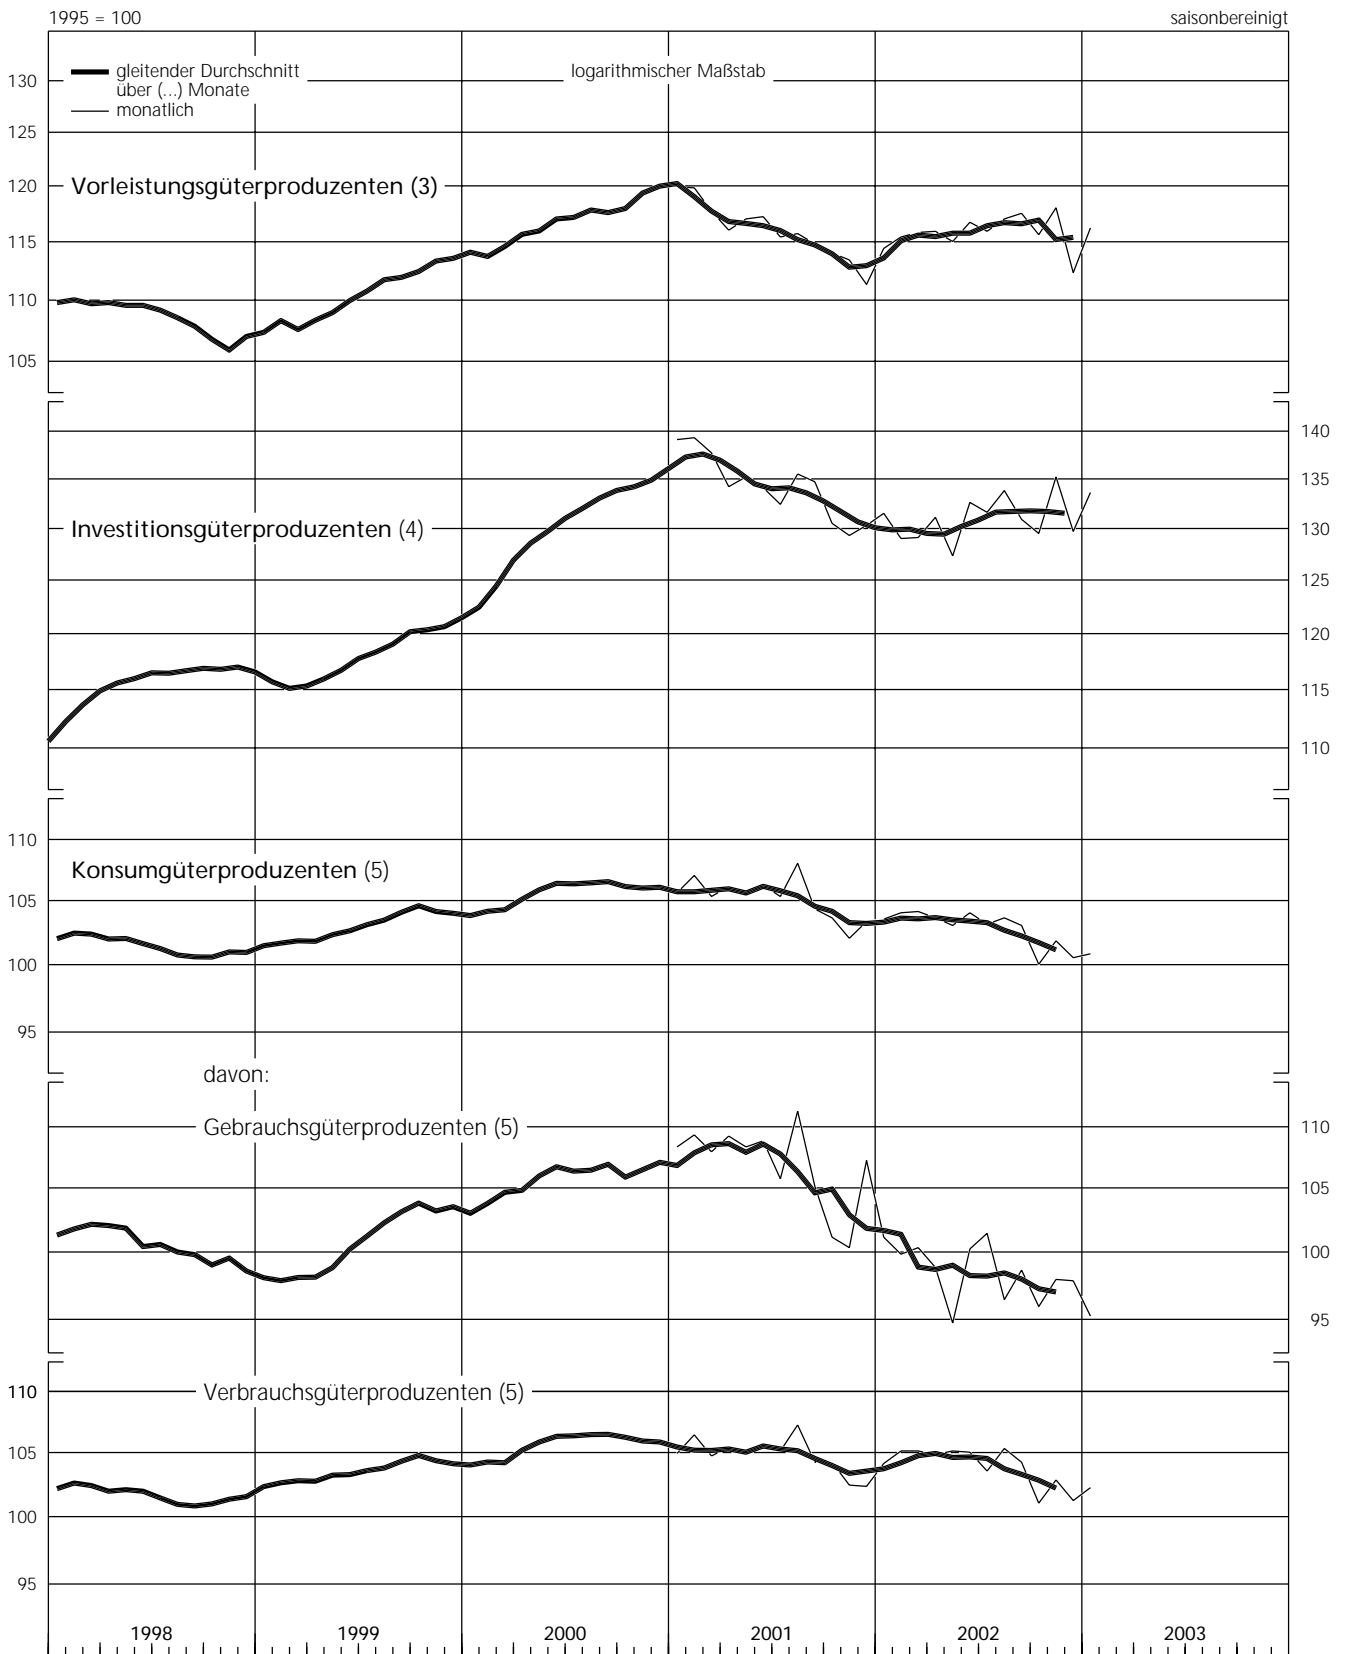 1995 = 100 saisonbereinigt
gleitender Durchschnitt
über (...) Monate
monatlich
logarithmischer Maßstab
130
125
120
Vorleistungsgüterproduzenten (3)
115
110
105
140
135
Investitionsgüterproduzenten (4)
130
125
120
115
110
110
Konsumgüterproduzenten (5)
105
100
95
davon:
Gebrauchsgüterproduzenten (5)
110
105
100
95
110
Verbrauchsgüterproduzenten (5)
105
100
95
1998 1999 2000 2001 2002 2003